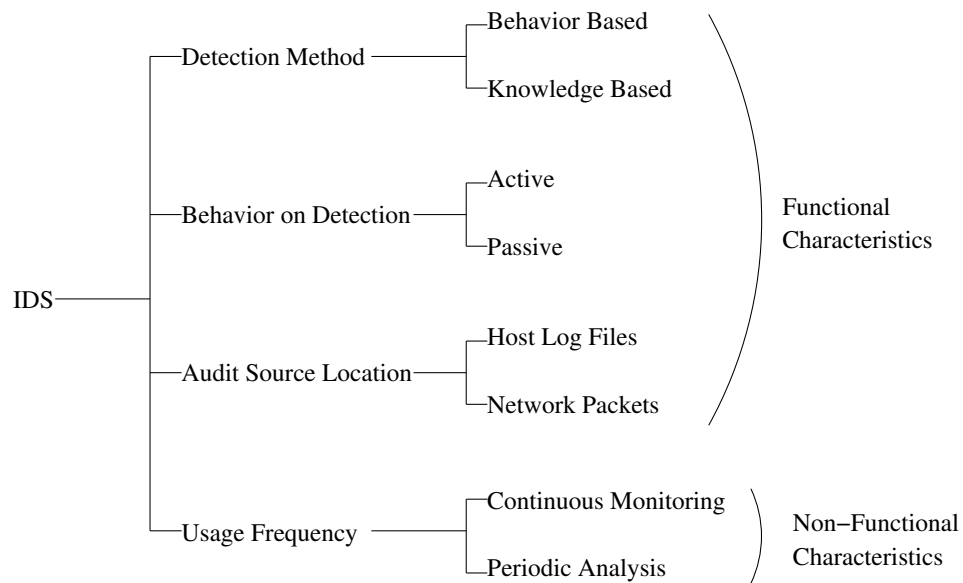 IDS
Detection Method
Behavior Based
Knowledge Based
Behavior on Detection
Active
Passive
Audit Source Location
Host Log Files
Network Packets
Functional
Characteristics
Usage Frequency
Continuous Monitoring
Periodic Analysis
Non−Functional
Characteristics